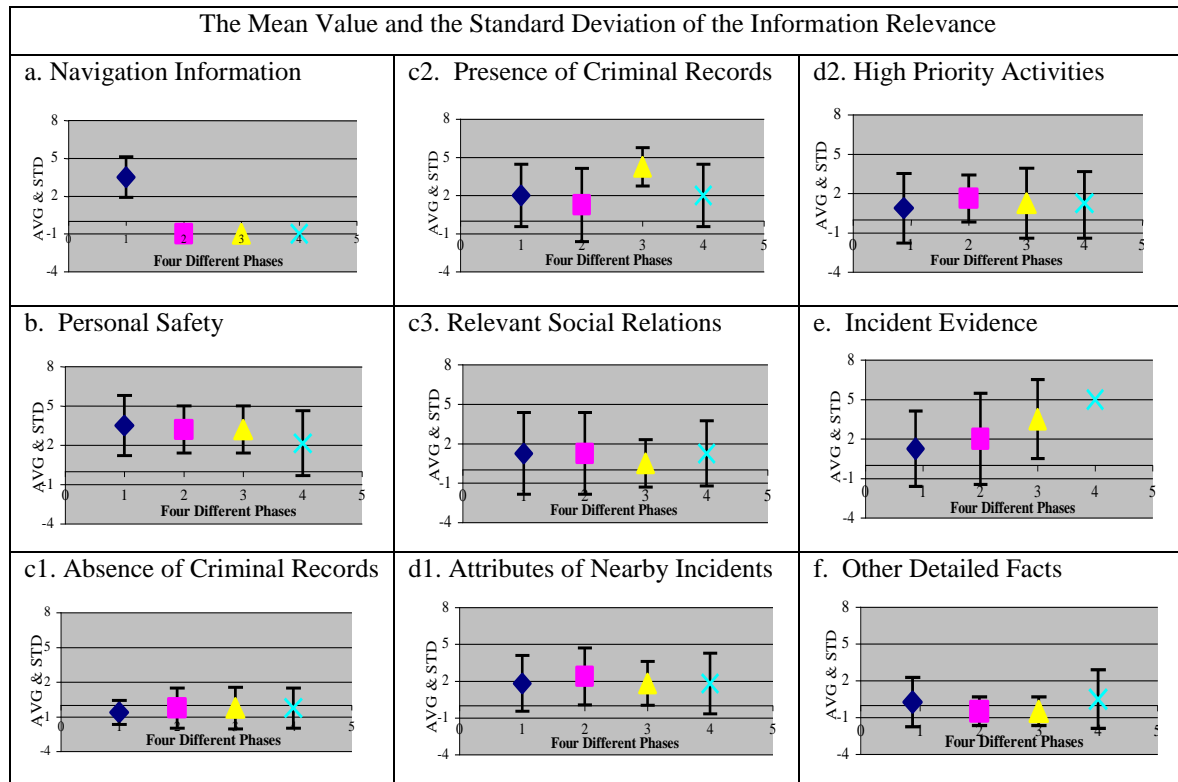 The Mean Value and the Standard Deviation of the Information Relevance
a. Navigation Information
AVG & STD
8
5
2
-1
-4
0 1 2 3 4 5
Four Different Phases
c2. Presence of Criminal Records
AVG & STD
8
5
2
-1
-4
0 1 2 3 4 5
Four Different Phases
d2. High Priority Activities
AVG & STD
8
5
2
-1
-4
0 1 2 3 4 5
Four Different Phases
b. Personal Safety
AVG & STD
8
5
2
-1
-4
0 1 2 3 4 5
Four Different Phases
c3. Relevant Social Relations
AVG & STD
8
5
2
-1
-4
0 1 2 3 4 5
Four Different Phases
e. Incident Evidence
AVG & STD
8
5
2
-1
-4
0 1 2 3 4 5
Four Different Phases
c1. Absence of Criminal Records
AVG & STD
8
5
2
-1
-4
0 1 2 3 4 5
Four Different Phases
d1. Attributes of Nearby Incidents
AVG & STD
8
5
2
-1
-4
0 1 2 3 4 5
Four Different Phases
f. Other Detailed Facts
AVG & STD
8
5
2
-1
-4
0 1 2 3 4 5
Four Different Phases